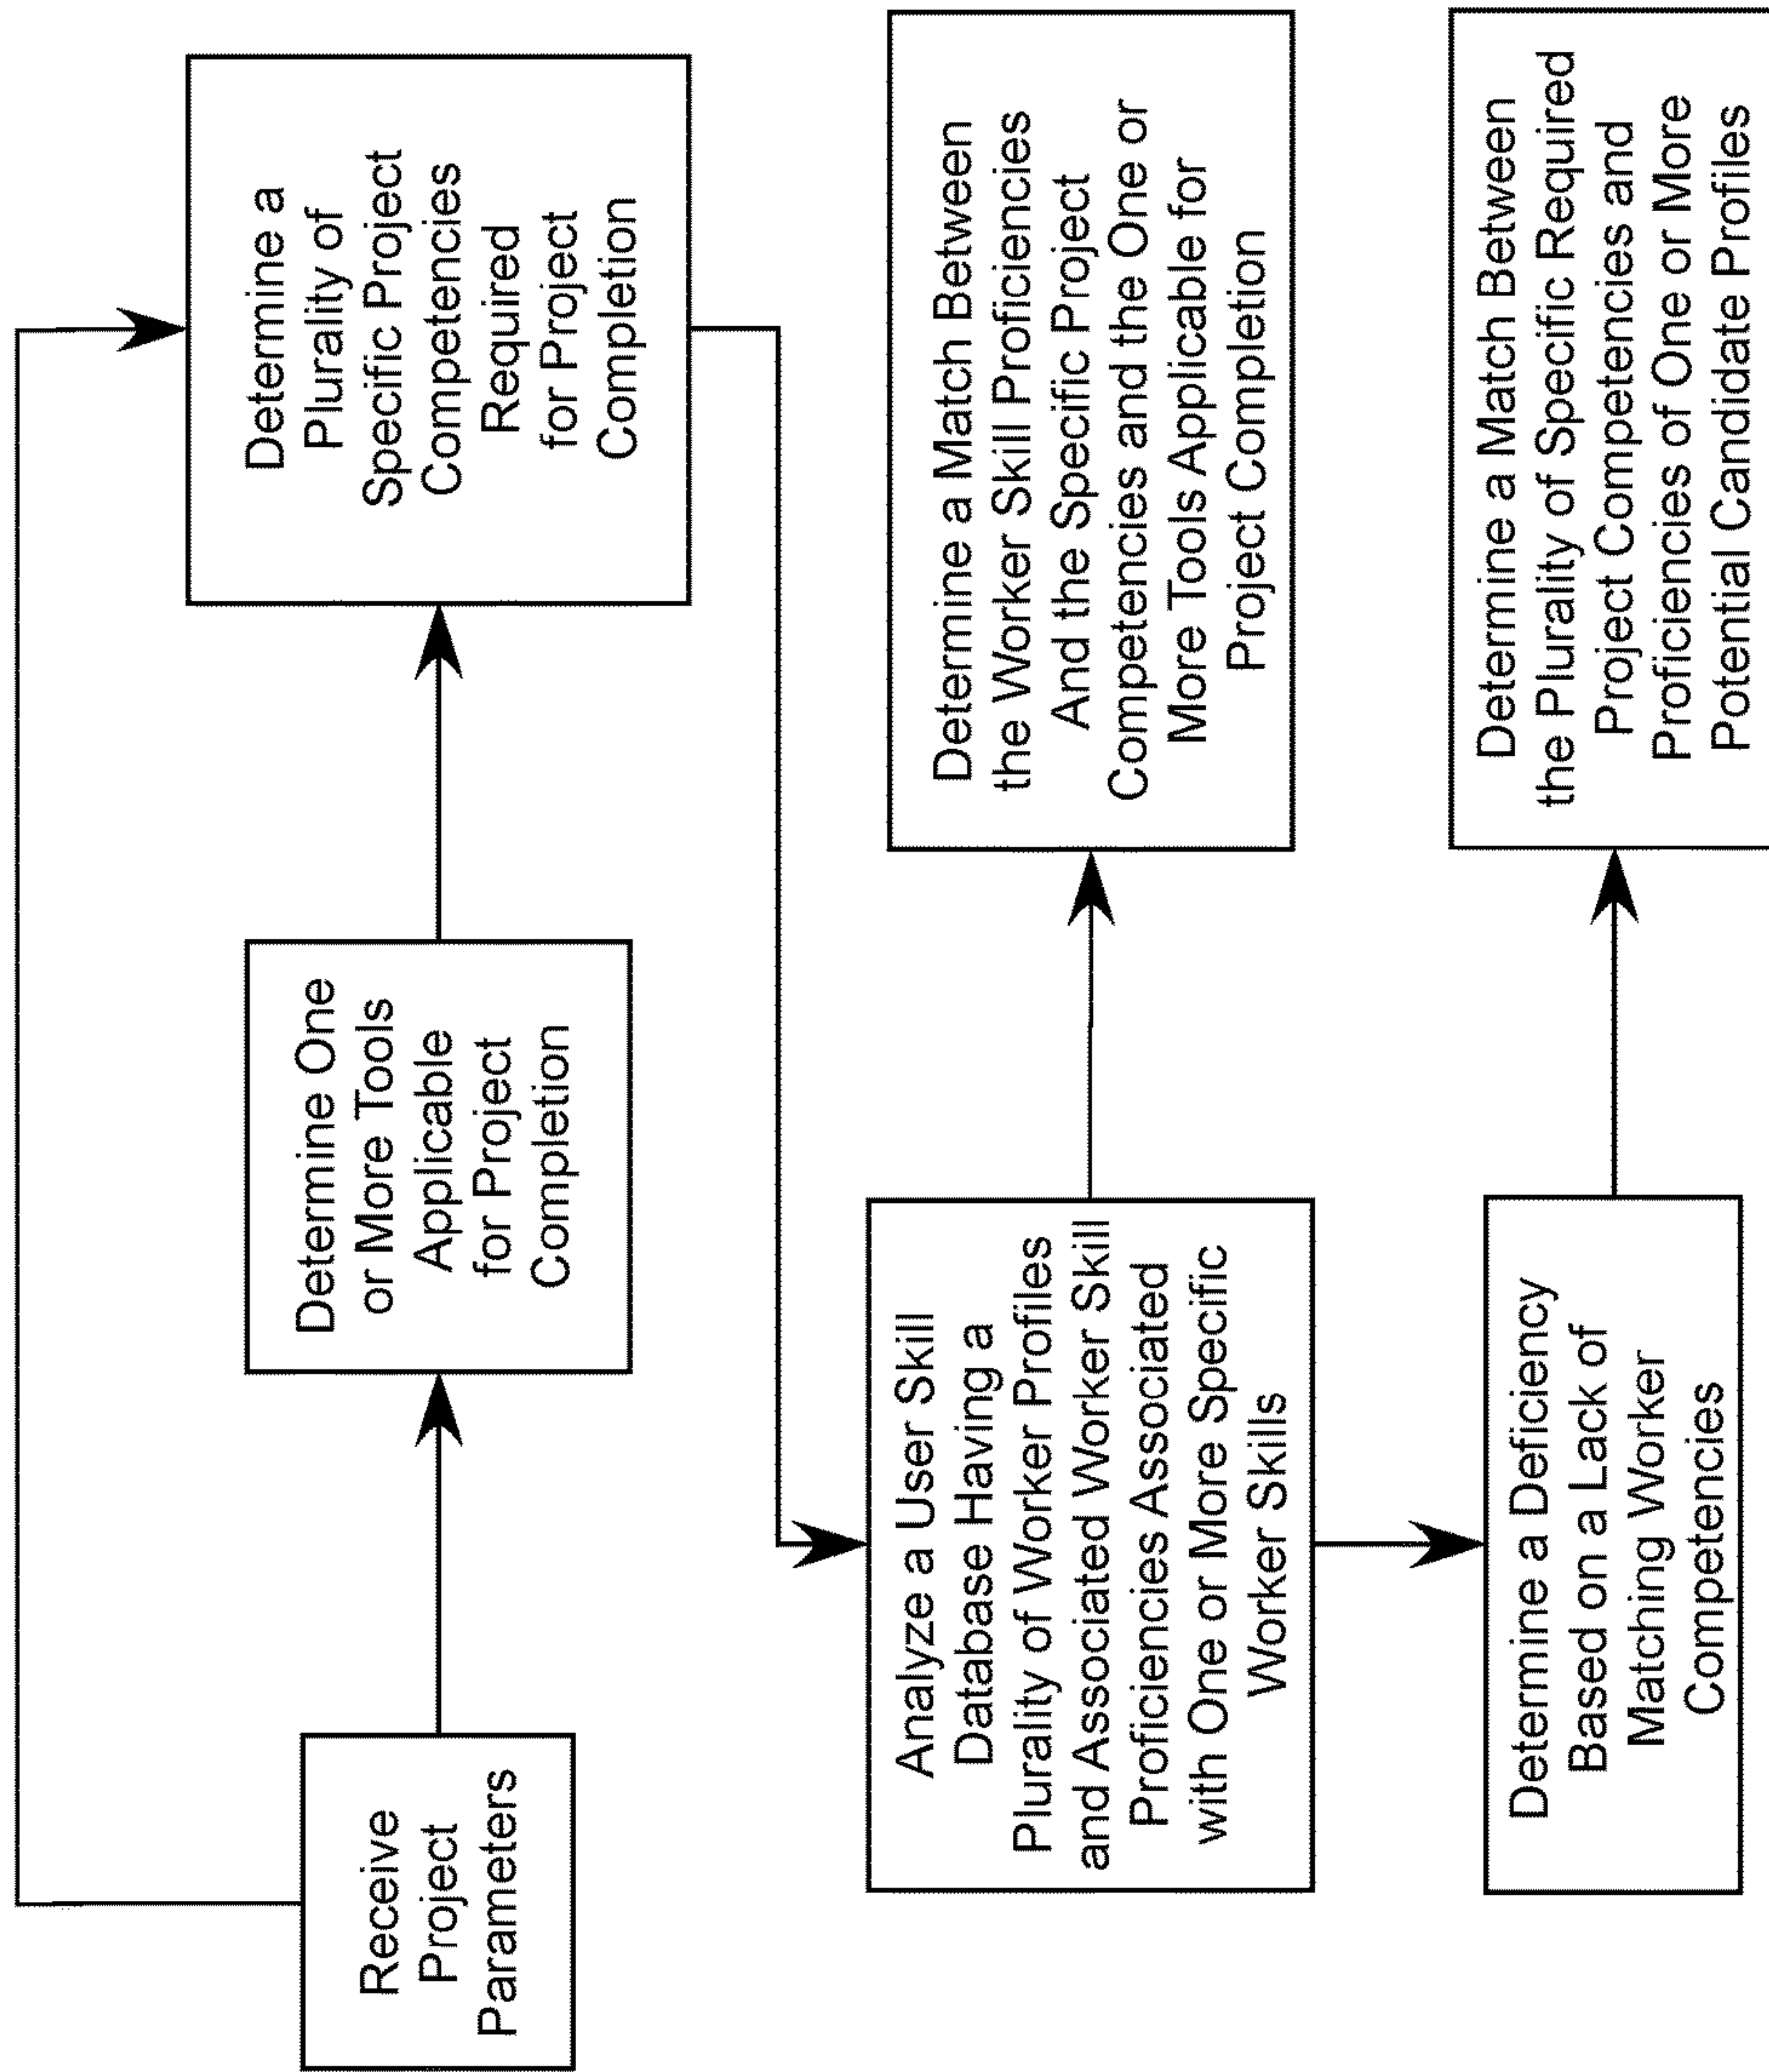 Receive
Project
Parameters
Determine One
or More Tools
Applicable
for Project
Completion
Determine a
Plurality of
Specific Project
Competencies
Required
for Project
Completion
Analyze a User Skill
Database Having a
Plurality of Worker Profiles
and Associated Worker Skill
Proficiencies Associated
with One or More Specific
Worker Skills
Determine a Match Between
the Worker Skill Proficiencies
And the Specific Project
Competencies and the One or
More Tools Applicable for
Project Completion
Determine a Deficiency
Based on a Lack of
Matching Worker
Competencies
Determine a Match Between
the Plurality of Specific Required
Project Competencies and
Proficiencies of One or More
Potential Candidate Profiles